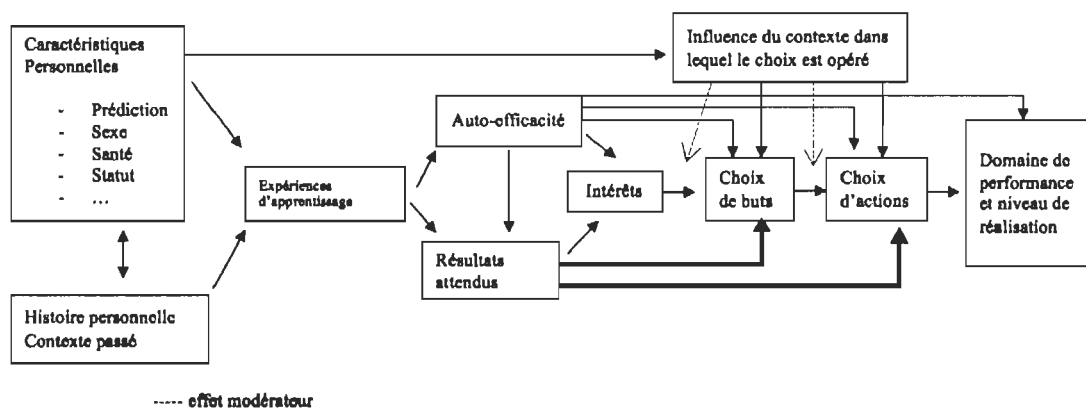 Caractéristiques
Personnelles
- Prédiction
- Sexe
- Santé
- Statut
- ...
Influence du contexte dans
lequel le choix est opéré
Auto-efficacité
Expériences
d'apprentissage
Intérêts
Choix
de buts
Choix
d'actions
Domaine de
performance
et niveau de
réalisation
Résultats
attendus
Histoire personnelle
Contexte passé
----- effet modérateur